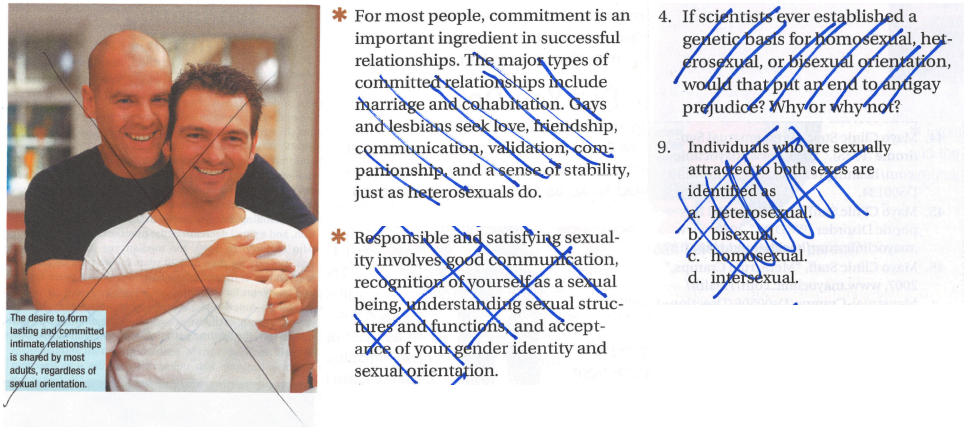 The desire to form
lasting and committed
intimate relationships
is shared by most
adults, regardless of
sexual orientation.
* For most people, commitment is an
important ingredient in successful
relationships. The major types of
committed relationships include
marriage and cohabitation. Gays
and lesbians seek love, friendship,
communication, validation, com-
panionship, and a sense of stability,
just as heterosexuals do.
* Responsible and satisfying sexual-
ity involves good communication,
recognition of yourself as a sexual
being, understanding sexual struc-
tures and functions, and accept-
ance of your gender identity and
sexual orientation.
4. If scientists ever established a
genetic basis for homosexual, het-
erosexual, or bisexual orientation,
would that put an end to antigay
prejudice? Why or why not?
9. Individuals who are sexually
attracted to both sexes are
identified as
a. heterosexual.
b. bisexual.
c. homosexual.
d. intersexual.